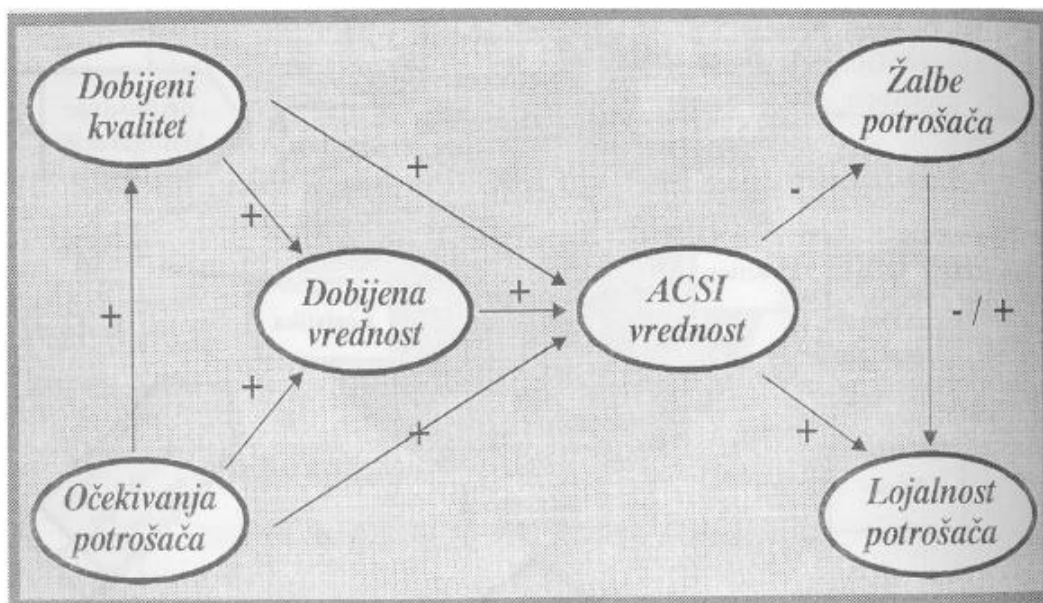 Dobijeni
kvalitet
Žalbe
potrošača
+
-
+
Dobijena
vrednost
+
ACSI
vrednost
+
- / +
+
+
+
Očekivanja
potrošača
Lojalnost
potrošača